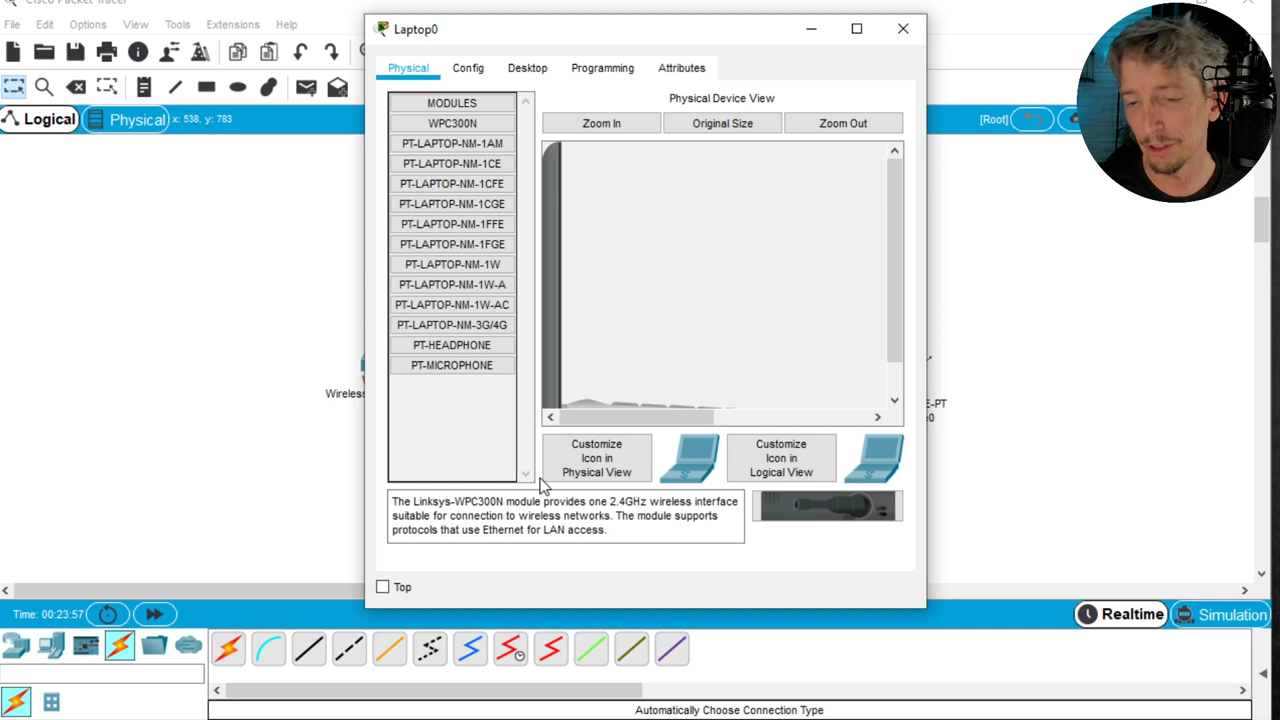 Cisco Packet Tracer
File Edit Options View Tools Extensions Help
Logical
Physical
x: 538, y: 783
[Root]
Wireless
E-PT
e0
Laptop0
Physical Config Desktop Programming Attributes
MODULES
WPC300N
PT-LAPTOP-NM-1AM
PT-LAPTOP-NM-1CE
PT-LAPTOP-NM-1CFE
PT-LAPTOP-NM-1CGE
PT-LAPTOP-NM-1FFE
PT-LAPTOP-NM-1FGE
PT-LAPTOP-NM-1W
PT-LAPTOP-NM-1W-A
PT-LAPTOP-NM-1W-AC
PT-LAPTOP-NM-3G/4G
PT-HEADPHONE
PT-MICROPHONE
Physical Device View
Zoom In
Original Size
Zoom Out
Customize
Icon in
Physical View
Customize
Icon in
Logical View
The Linksys-WPC300N module provides one 2.4GHz wireless interface
suitable for connection to wireless networks. The module supports
protocols that use Ethernet for LAN access.
Top
Time: 00:23:57
Realtime
Simulation
Automatically Choose Connection Type